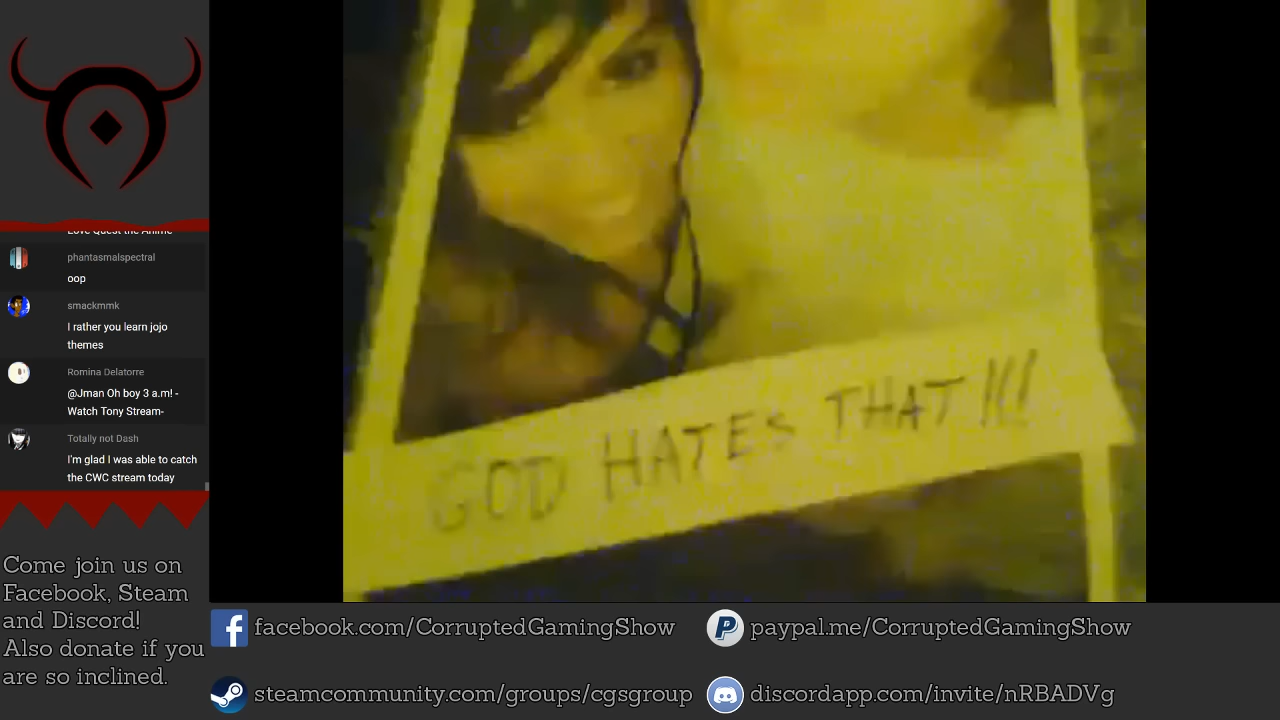 Love Quest the Anime
phantasmalspectral
oop
smackmmk
I rather you learn jojo
themes
Romina Delatorre
@Jman Oh boy 3 a.m! -
Watch Tony Stream-
Totally not Dash
I'm glad I was able to catch
the CWC stream today
Come join us on
Facebook, Steam
and Discord!
Also donate if you
are so inclined.
GOD HATES THAT!!!
facebook.com/CorruptedGamingShow
paypal.me/CorruptedGamingShow
steamcommunity.com/groups/cgsgroup
discordapp.com/invite/nRBADVg